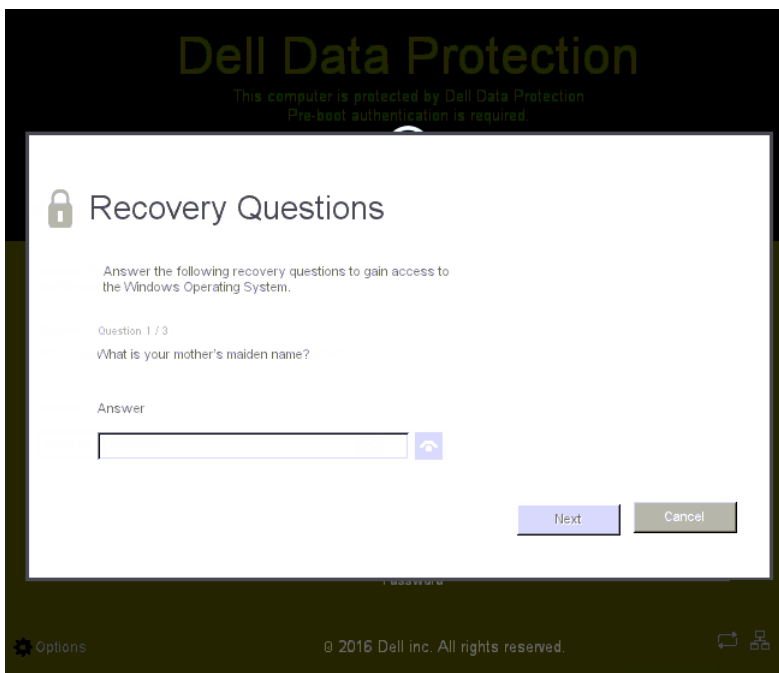 Dell Data Protection
This computer is protected by Dell Data Protection
Pre-boot authentication is required.
Recovery Questions
Answer the following recovery questions to gain access to
the Windows Operating System.
Question 1 / 3
What is your mother's maiden name?
Answer
Next
Cancel
Password
Options
© 2016 Dell inc. All rights reserved.